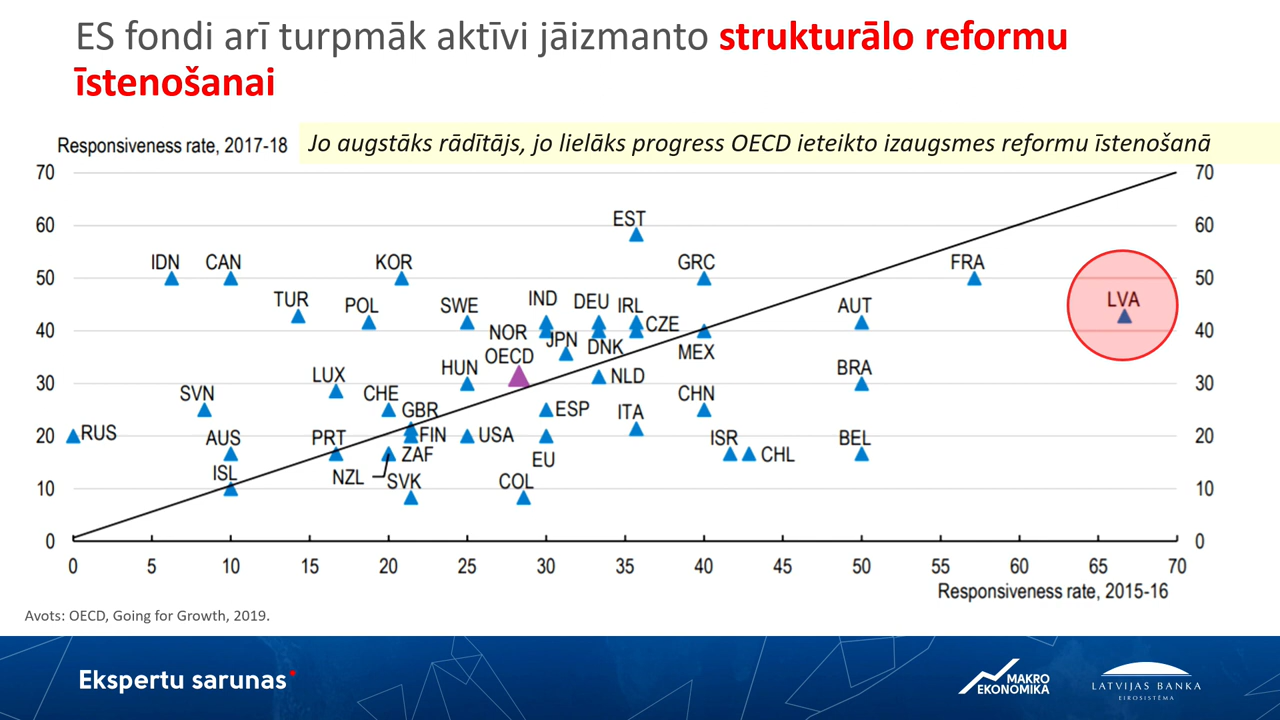 ES fondi arī turpmāk aktīvi jāizmanto strukturālo reformu
īstenošanai
Responsiveness rate, 2017-18
Jo augstāks rādītājs, jo lielāks progress OECD ieteikto izaugsmes reformu īstenošanā
70 70
60 EST 60
IDN CAN KOR GRC FRA
50 50
TUR POL SWE IND DEU IRL AUT LVA
40 NOR JPN DNK CZE MEX 40
OECD
LUX HUN NLD BRA
30 30
SVN CHE GBR ESP ITA CHN
RUS AUS PRT FIN USA ISR BEL
20 20
ISL NZL ZAF SVK EU COL CHL
10 10
0 0
0 5 10 15 20 25 30 35 40 45 50 55 60 65 70
Responsiveness rate, 2015-16
Avots: OECD, Going for Growth, 2019.
Ekspertu sarunas
MAKRO
EKONOMIKA
LATVIJAS BANKA
EIROSISTĒMA